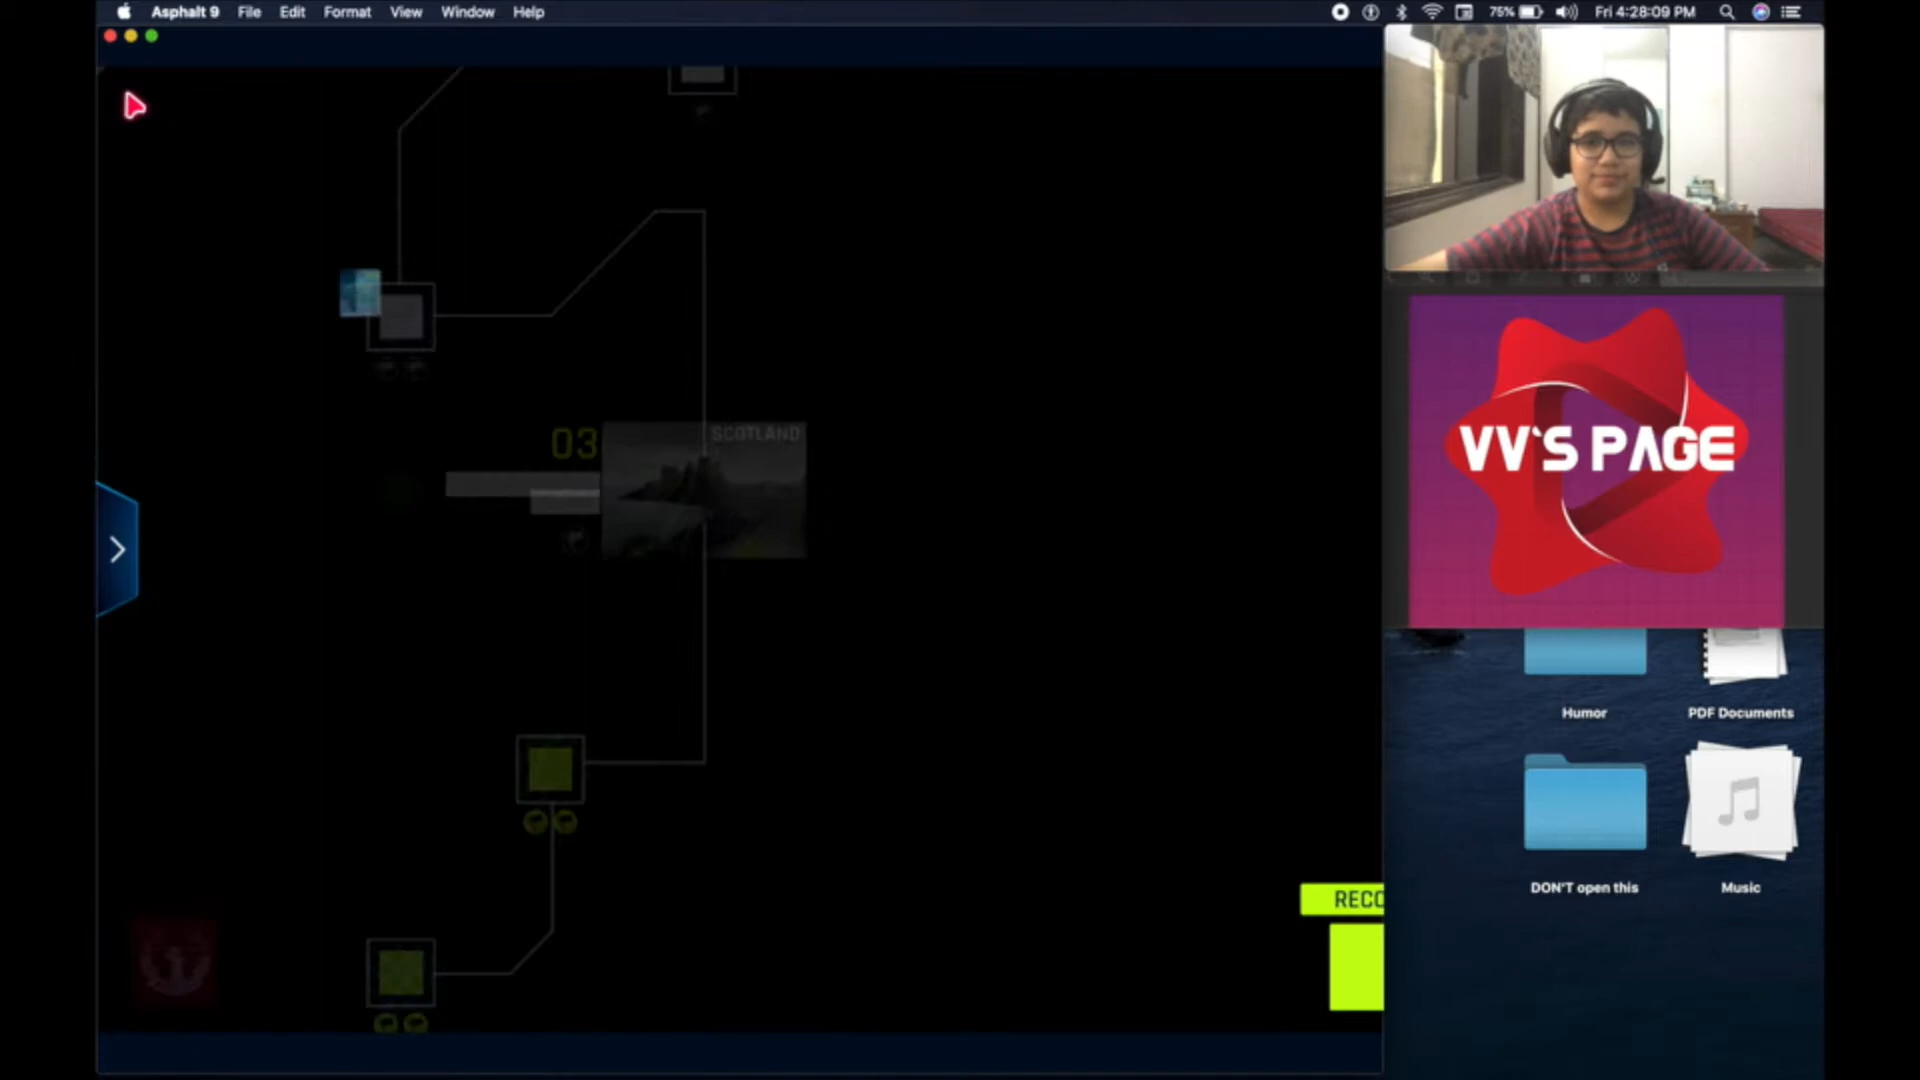 Asphalt 9 File Edit Format View Window Help
75% Fri 4:28:09 PM
SCOTLAND
03
VV'S PAGE
Humor
PDF Documents
RECO
DON'T open this
Music